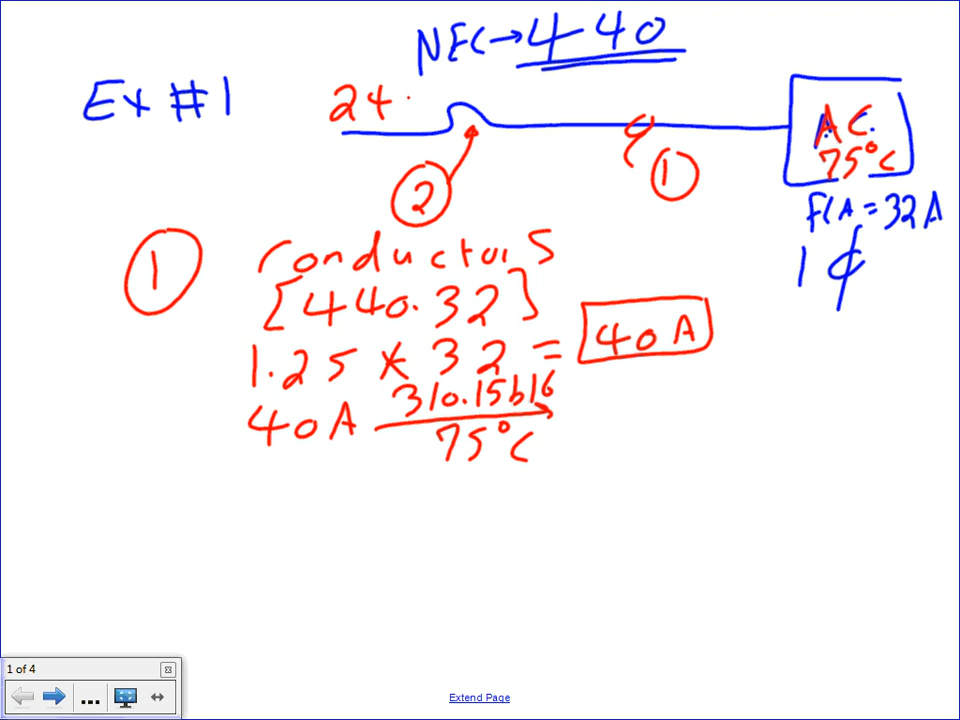 NEC → 440
Ex #1
24
A.C.
75°C
2
1
FLA = 32 A
1 ¢
1
Conductors
[440.32]
1.25 * 32 = 40 A
40A 310.15b16
75°C
1 of 4
...
Extend Page